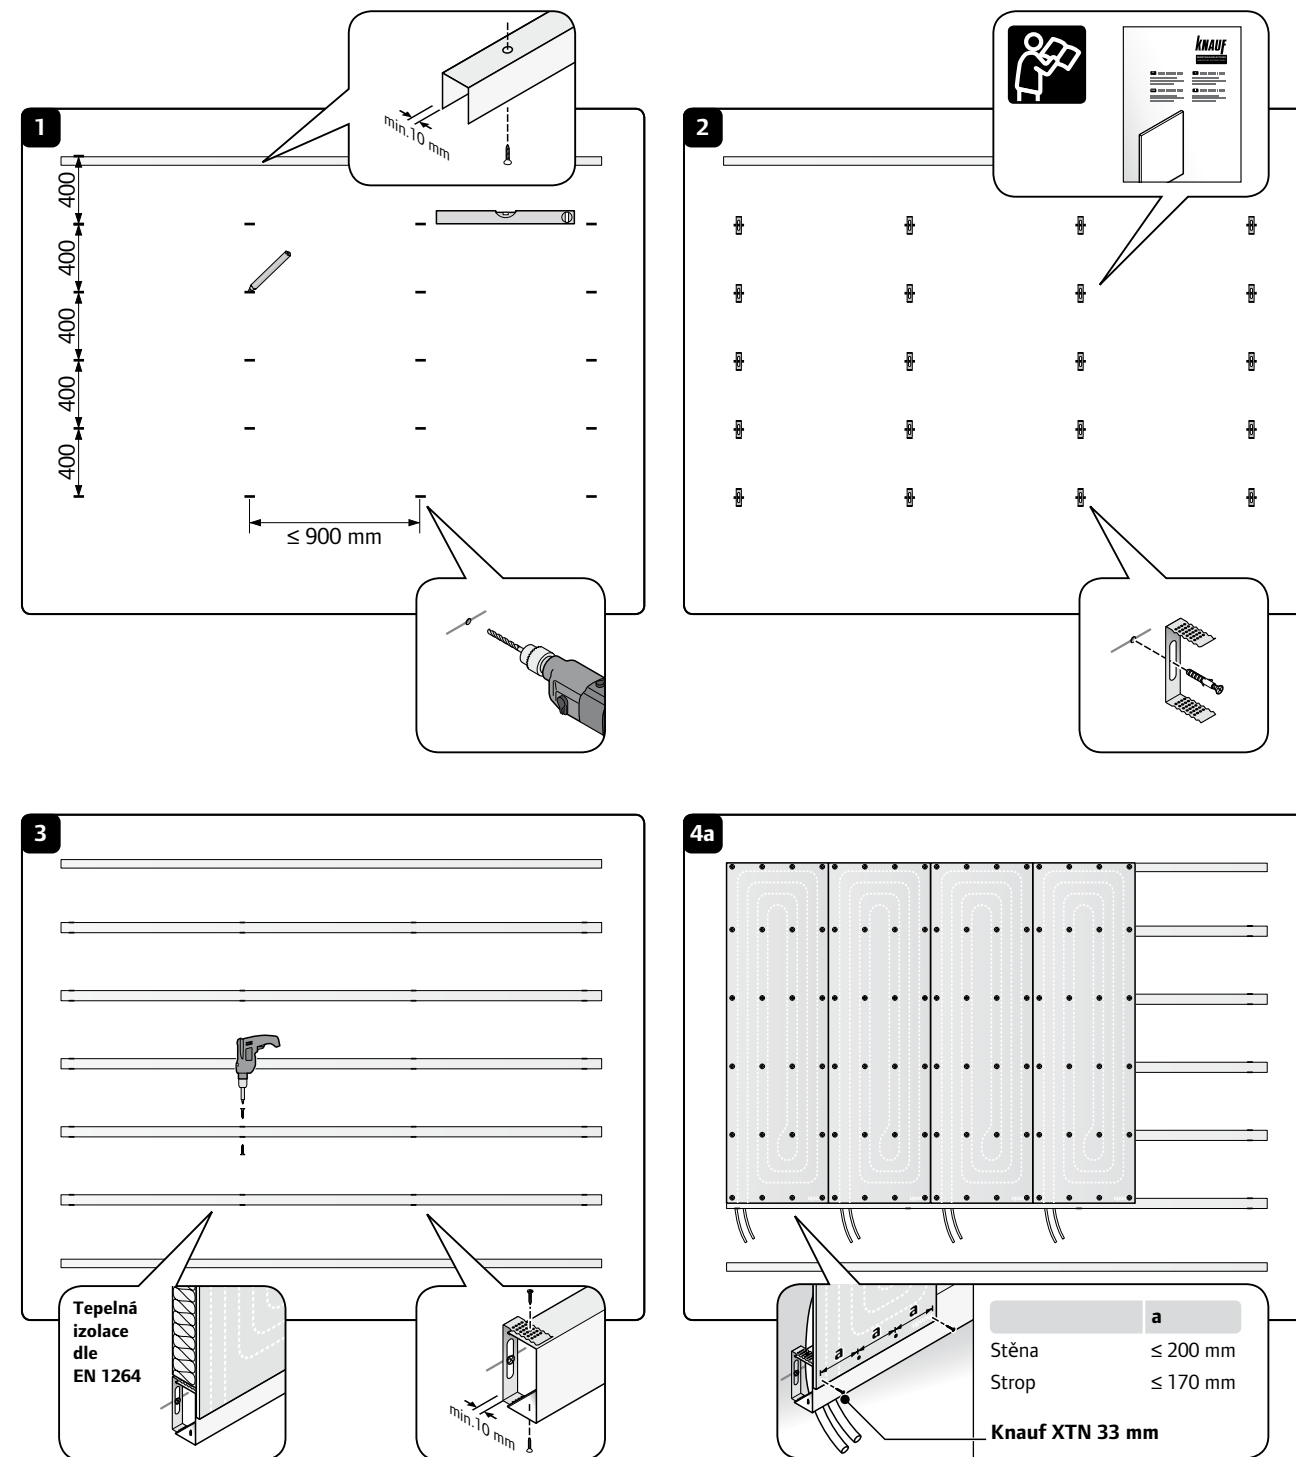 1
min.10 mm
400
400
400
400
400
≤ 900 mm
2
KNAUF
3
Tepelná
izolace
dle
EN 1264
min.10 mm
4a
a
a
a
a
Stěna ≤ 200 mm
Strop ≤ 170 mm
Knauf XTN 33 mm